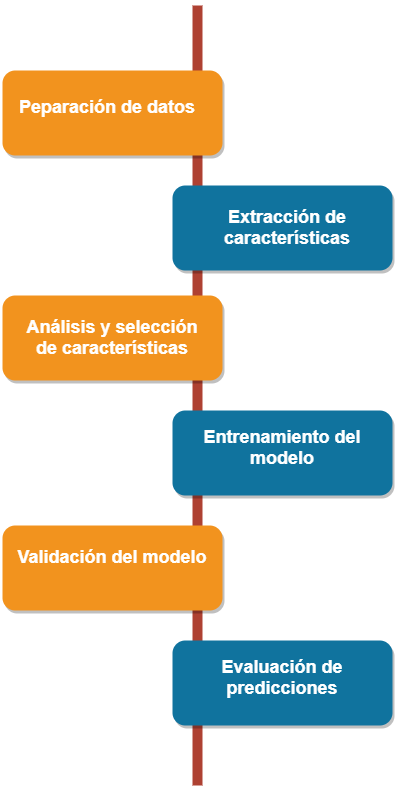 Peparación de datos
Extracción de
características
Análisis y selección
de características
Entrenamiento del
modelo
Validación del modelo
Evaluación de
predicciones